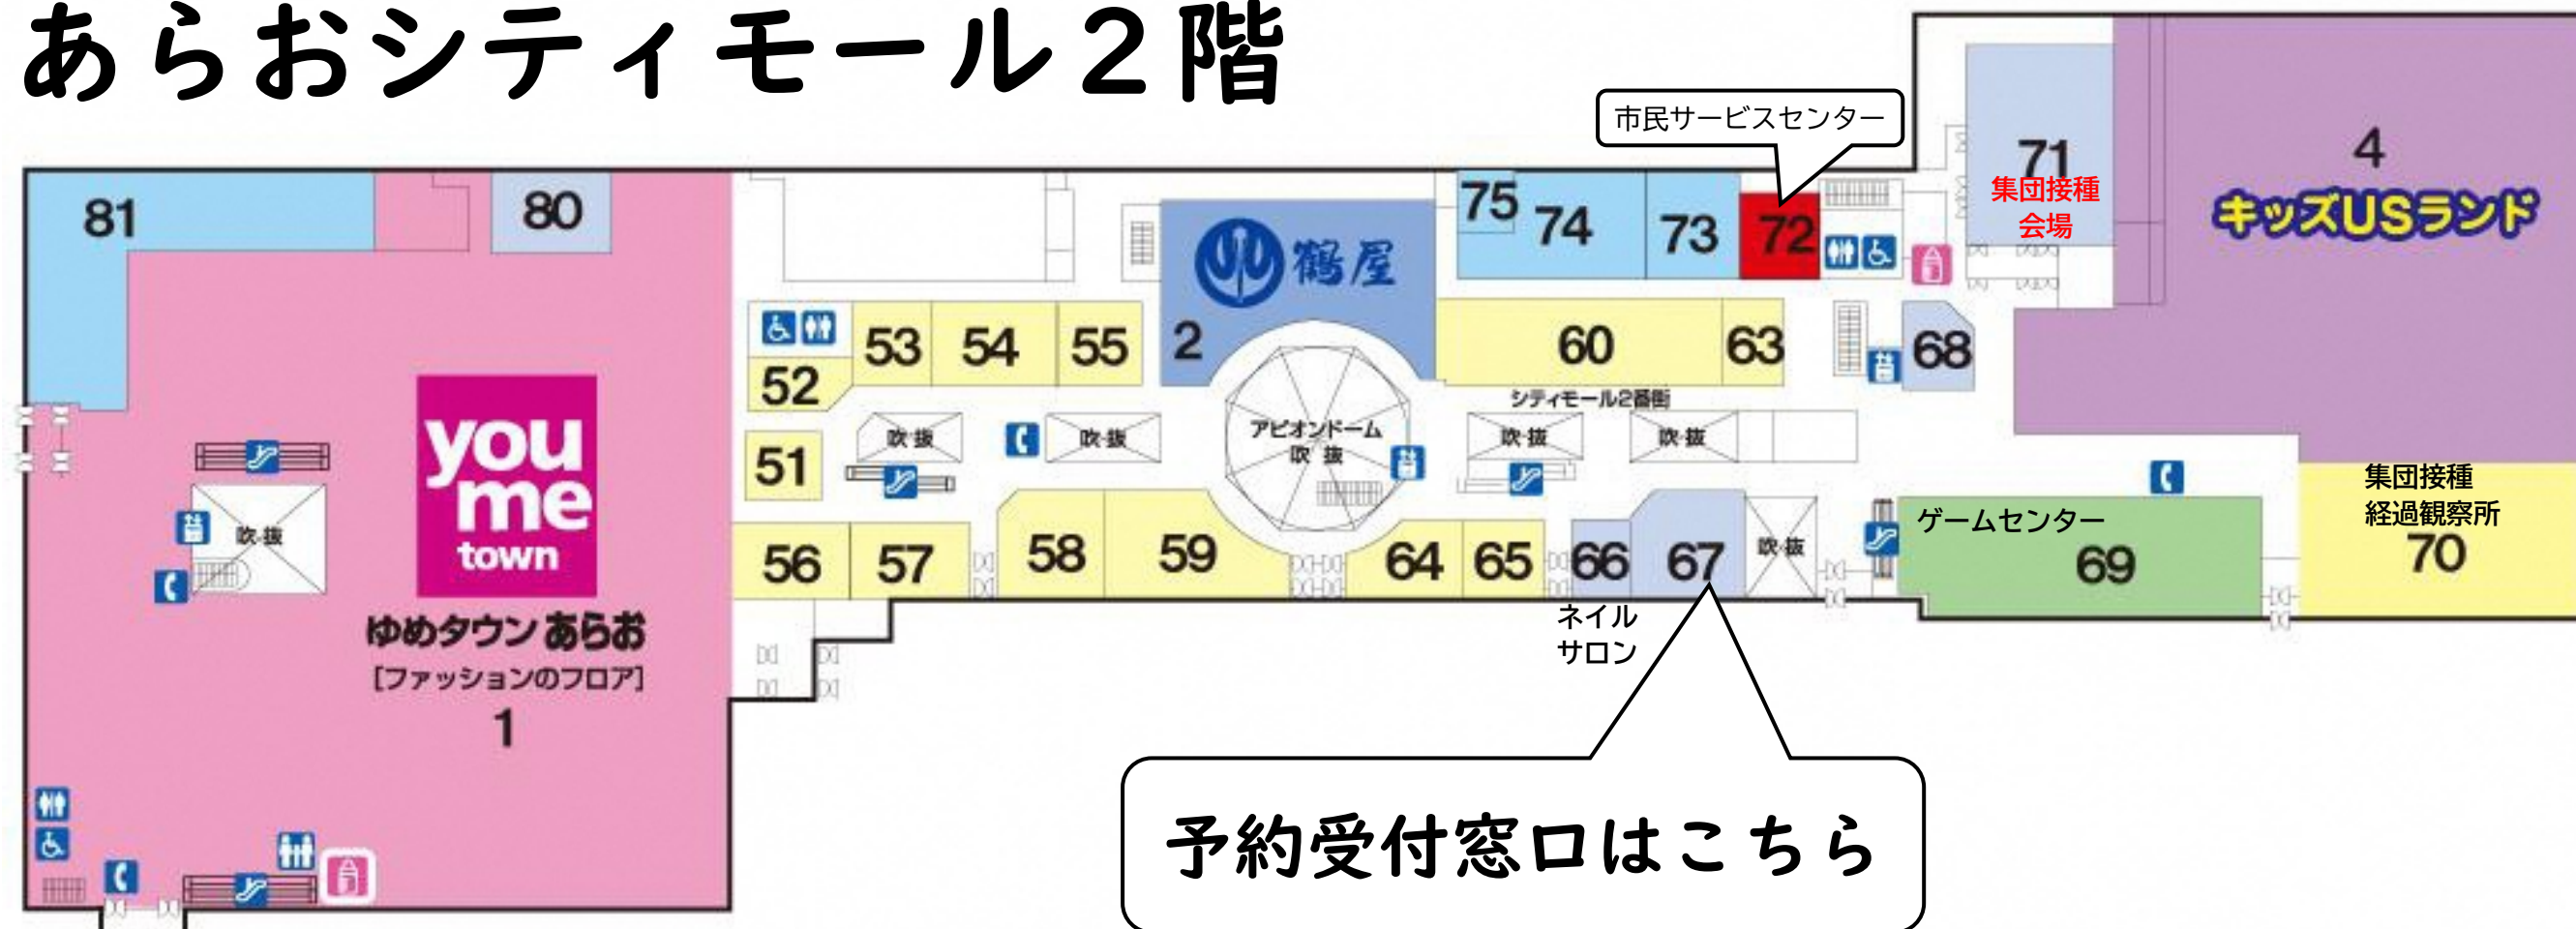 あらおシティモール２階
市民サービスセンター
71
集団接種
会場
4
キッズUSランド
81
80
75
74
73
72
鶴屋
2
53
54
55
52
60
63
68
シティモール2番街
you
me
town
51
吹抜
吹抜
アピオンドーム
吹抜
吹抜
吹抜
吹抜
集団接種
経過観察所
70
ゲームセンター
69
56
57
58
59
64
65
66
67
吹抜
ネイル
サロン
ゆめタウン あらお
[ファッションのフロア]
1
予約受付窓口はこちら